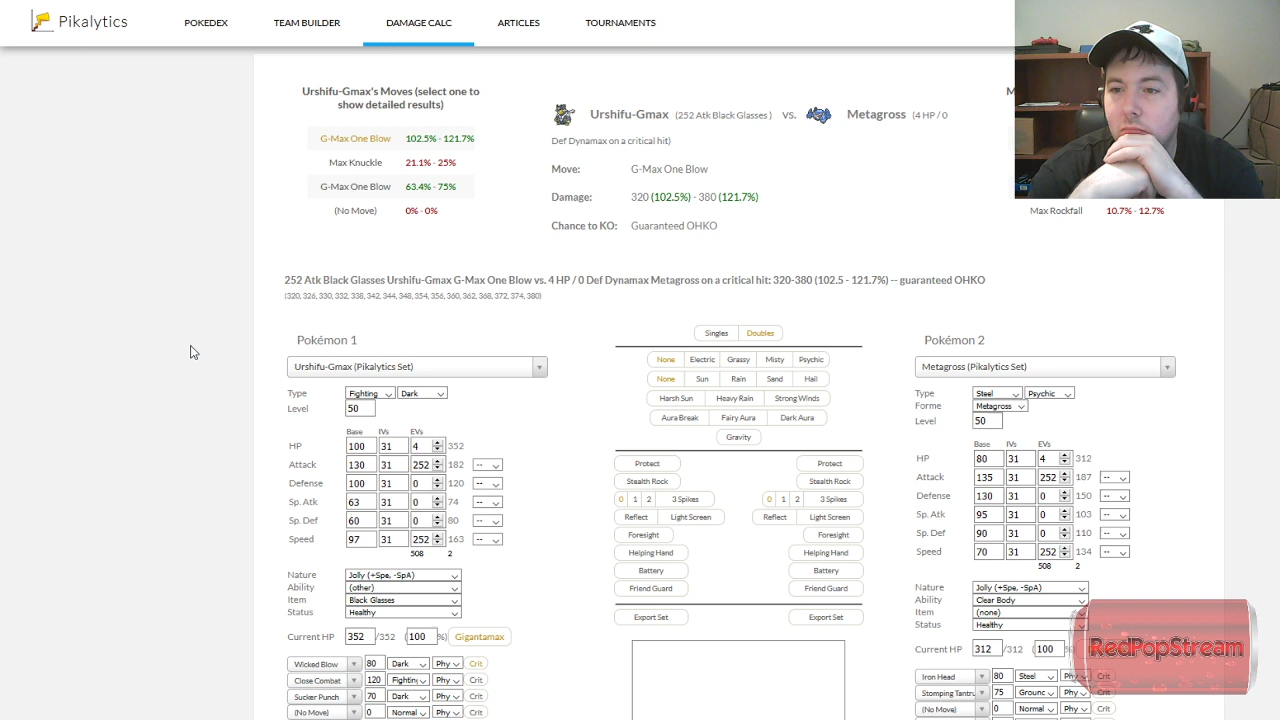 Pikalytics
POKEDEX TEAM BUILDER DAMAGE CALC ARTICLES TOURNAMENTS
Urshifu-Gmax's Moves (select one to
show detailed results)
G-Max One Blow 102.5% - 121.7%
Max Knuckle 21.1% - 25%
G-Max One Blow 63.4% - 75%
(No Move) 0% - 0%
Urshifu-Gmax (252 Atk Black Glasses ) VS. Metagross (4 HP / 0
Def Dynamax on a critical hit)
Move: G-Max One Blow
Damage: 320 (102.5%) - 380 (121.7%)
Chance to KO: Guaranteed OHKO
Max Rockfall 10.7% - 12.7%
252 Atk Black Glasses Urshifu-Gmax G-Max One Blow vs. 4 HP / 0 Def Dynamax Metagross on a critical hit: 320-380 (102.5 - 121.7%) -- guaranteed OHKO
(320, 326, 330, 332, 338, 342, 344, 348, 354, 356, 360, 362, 368, 372, 374, 380)
Pokémon 1
Urshifu-Gmax (Pikalytics Set)
Type Fighting Dark
Level 50
Base IVs EVs
HP 100 31 4 352
Attack 130 31 252 182 --
Defense 100 31 0 120 --
Sp. Atk 63 31 0 74 --
Sp. Def 60 31 0 80 --
Speed 97 31 252 163 --
508 2
Nature Jolly (+Spe, -SpA)
Ability (other)
Item Black Glasses
Status Healthy
Current HP 352 /352 ( 100 %) Gigantamax
Wicked Blow 80 Dark Phy Crit
Close Combat 120 Fighting Phy Crit
Sucker Punch 70 Dark Phy Crit
(No Move) 0 Normal Phy Crit
Singles Doubles
None Electric Grassy Misty Psychic
None Sun Rain Sand Hail
Harsh Sun Heavy Rain Strong Winds
Aura Break Fairy Aura Dark Aura
Gravity
Protect Protect
Stealth Rock Stealth Rock
0 1 2 3 Spikes 0 1 2 3 Spikes
Reflect Light Screen Reflect Light Screen
Foresight Foresight
Helping Hand Helping Hand
Battery Battery
Friend Guard Friend Guard
Export Set Export Set
Pokémon 2
Metagross (Pikalytics Set)
Type Steel Psychic
Forme Metagross
Level 50
Base IVs EVs
HP 80 31 4 312
Attack 135 31 252 187 --
Defense 130 31 0 150 --
Sp. Atk 95 31 0 103 --
Sp. Def 90 31 0 110 --
Speed 70 31 252 134 --
508 2
Nature Jolly (+Spe, -SpA)
Ability Clear Body
Item (none)
Status Healthy
Current HP 312 /312 ( 100
Iron Head 80 Steel Phy Crit
Stomping Tantru 75 Groun Phy Crit
(No Move) 0 Normal Phy Crit
RedPopStream